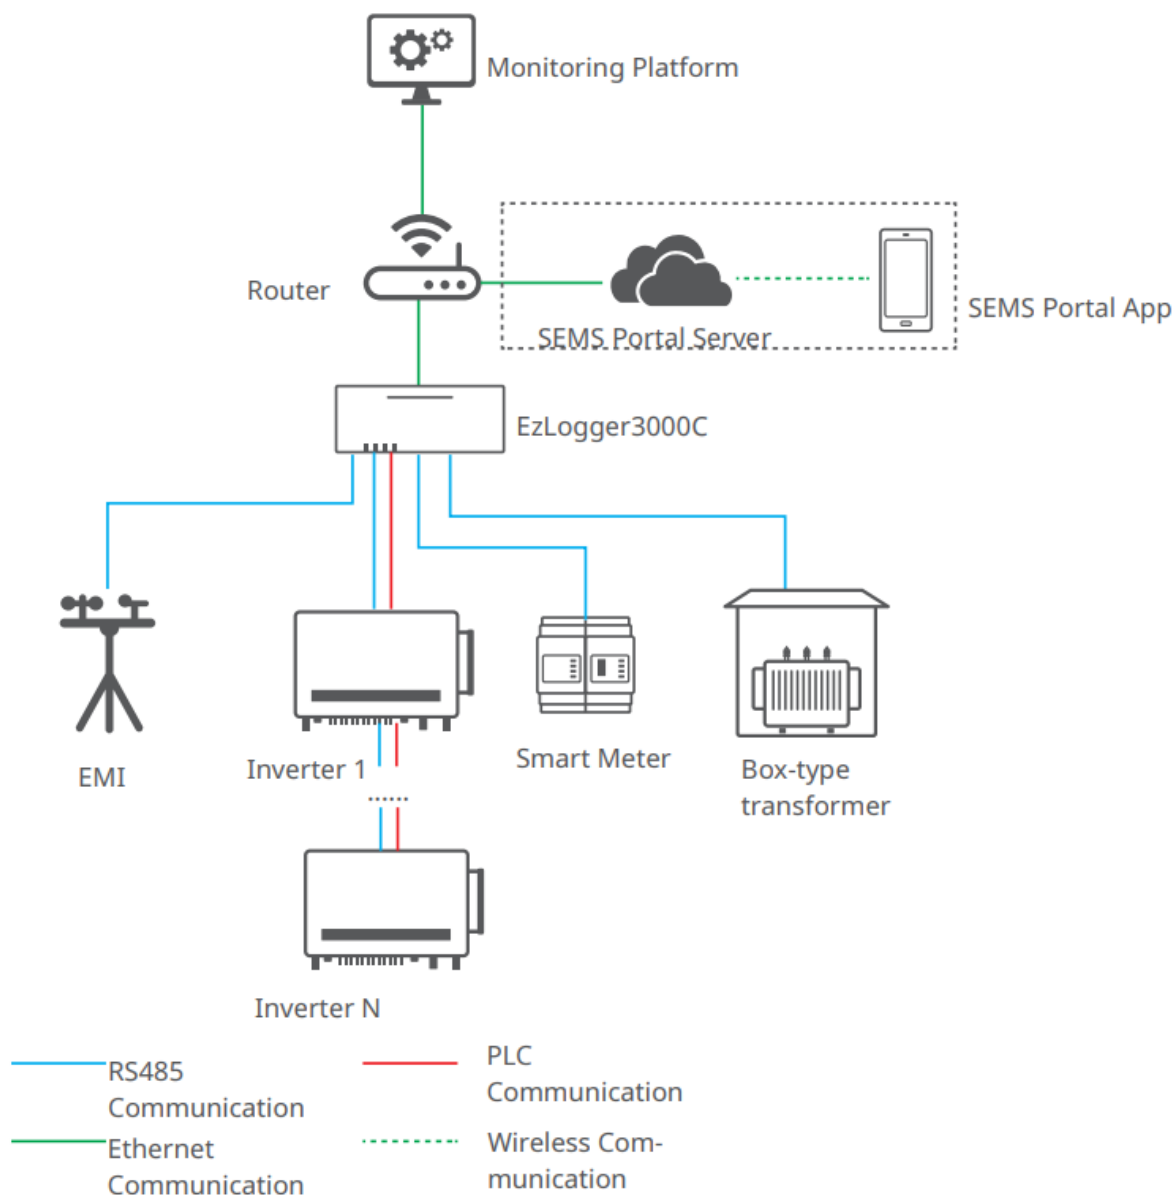 Monitoring Platform
Router
SEMS Portal Server
SEMS Portal App
EzLogger3000C
EMI
Inverter 1
Smart Meter
Box-type
transformer
Inverter N
RS485
Communication
PLC
Communication
Ethernet
Communication
Wireless Com-
munication